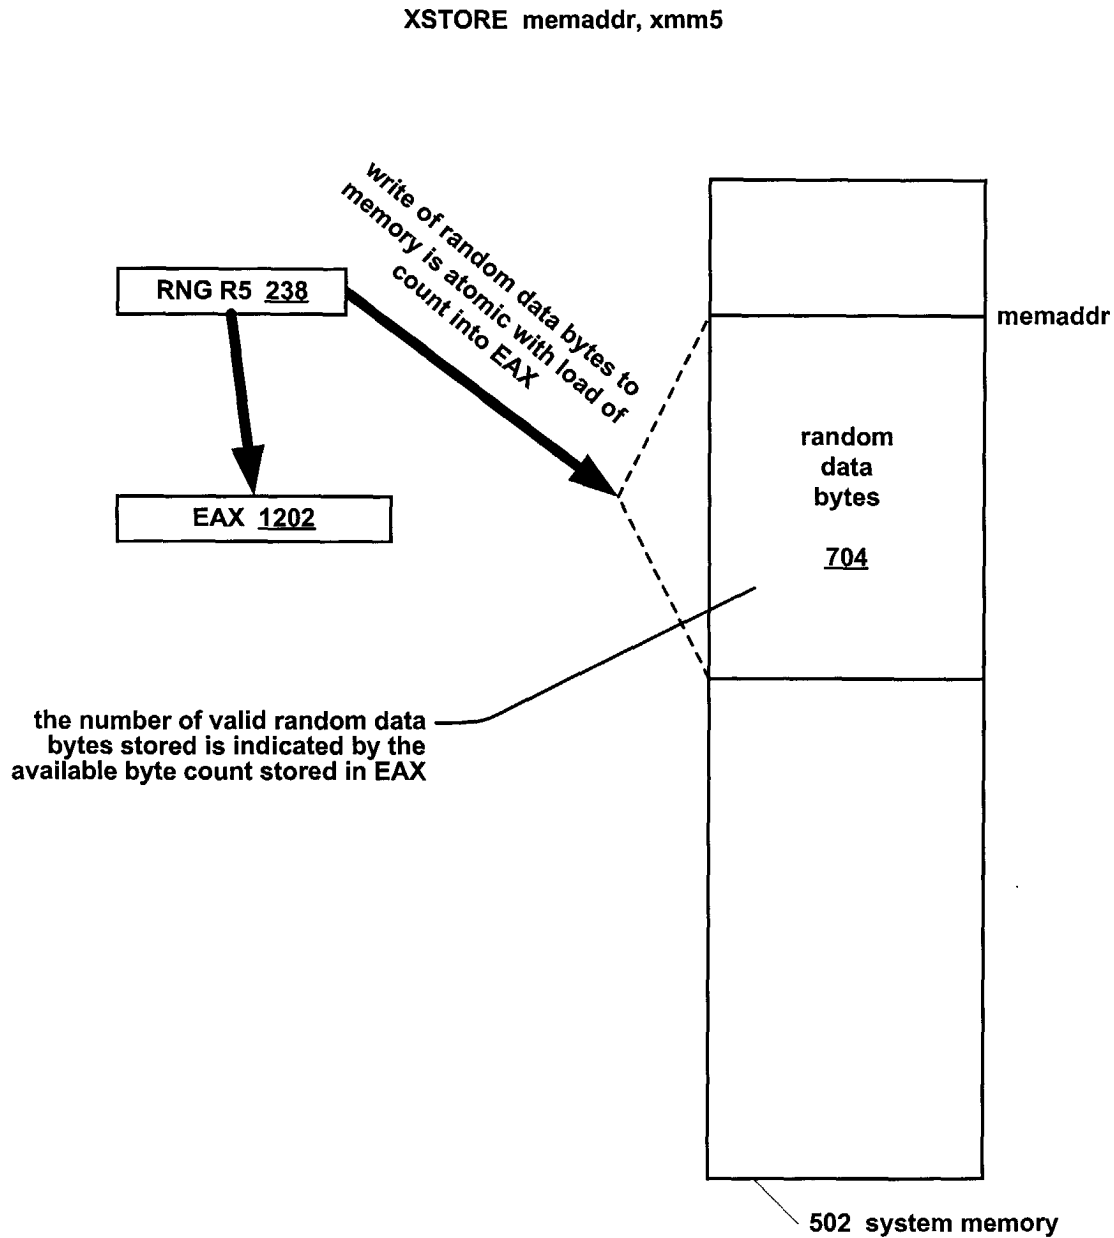 XSTORE memaddr, xmm5
write of random data bytes to
memory is atomic with load of
count into EAX
RNG R5 238
memaddr
random
data
bytes
704
EAX 1202
the number of valid random data
bytes stored is indicated by the
available byte count stored in EAX
502 system memory